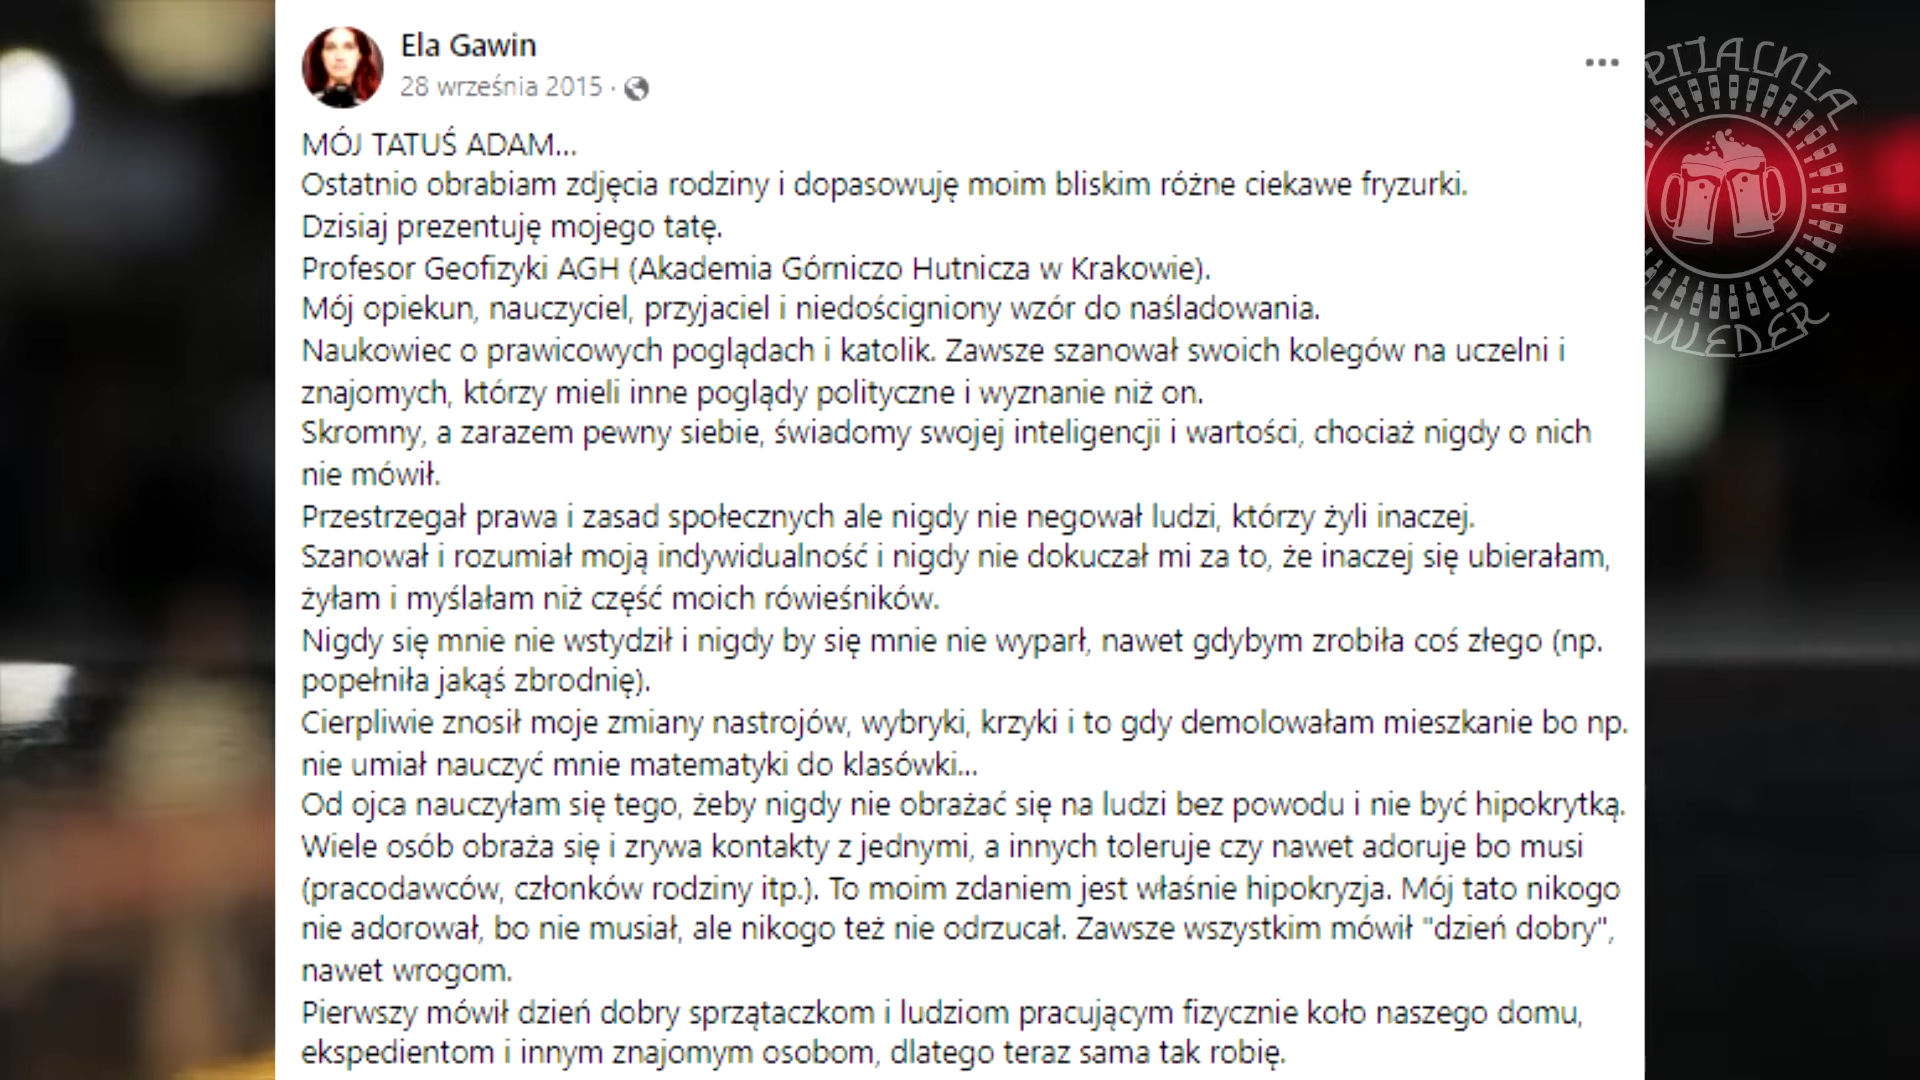 Ela Gawin
28 września 2015 ·
MÓJ TATUŚ ADAM...
Ostatnio obrabiam zdjęcia rodziny i dopasowuję moim bliskim różne ciekawe fryzurki.
Dzisiaj prezentuję mojego tatę.
Profesor Geofizyki AGH (Akademia Górniczo Hutnicza w Krakowie).
Mój opiekun, nauczyciel, przyjaciel i niedościgniony wzór do naśladowania.
Naukowiec o prawicowych poglądach i katolik. Zawsze szanował swoich kolegów na uczelni i
znajomych, którzy mieli inne poglądy polityczne i wyznanie niż on.
Skromny, a zarazem pewny siebie, świadomy swojej inteligencji i wartości, chociaż nigdy o nich
nie mówił.
Przestrzegał prawa i zasad społecznych ale nigdy nie negował ludzi, którzy żyli inaczej.
Szanował i rozumiał moją indywidualność i nigdy nie dokuczał mi za to, że inaczej się ubierałam,
żyłam i myślałam niż część moich rówieśników.
Nigdy się mnie nie wstydził i nigdy by się mnie nie wyparł, nawet gdybym zrobiła coś złego (np.
popełniła jakąś zbrodnię).
Cierpliwie znosił moje zmiany nastrojów, wybryki, krzyki i to gdy demolowałam mieszkanie bo np.
nie umiał nauczyć mnie matematyki do klasówki...
Od ojca nauczyłam się tego, żeby nigdy nie obrażać się na ludzi bez powodu i nie być hipokrytką.
Wiele osób obraża się i zrywa kontakty z jednymi, a innych toleruje czy nawet adoruje bo musi
(pracodawców, członków rodziny itp.). To moim zdaniem jest właśnie hipokryzja. Mój tato nikogo
nie adorował, bo nie musiał, ale nikogo też nie odrzucał. Zawsze wszystkim mówił "dzień dobry",
nawet wrogom.
Pierwszy mówił dzień dobry sprzątaczkom i ludziom pracującym fizycznie koło naszego domu,
ekspedientom i innym znajomym osobom, dlatego teraz sama tak robię.
PIJALNIA